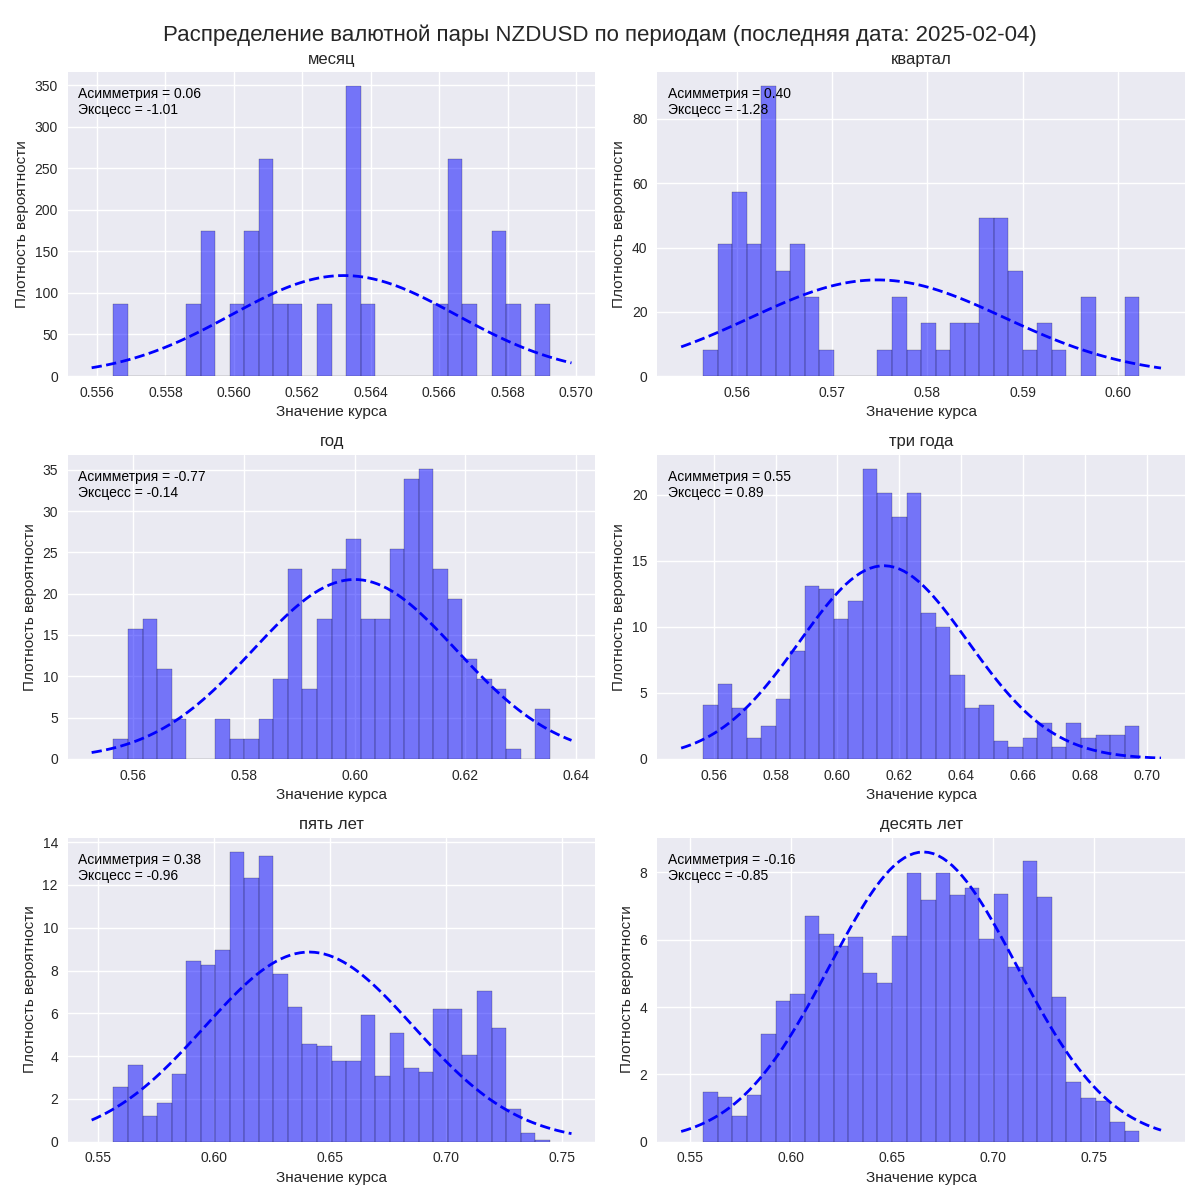 Распределение валютной пары NZDUSD по периодам (последняя дата: 2025-02-04)
месяц
Асимметрия = 0.06
Эксцесс = -1.01
Плотность вероятности
350
300
250
200
150
100
50
0
0.556 0.558 0.560 0.562 0.564 0.566 0.568 0.570
Значение курса
квартал
Асимметрия = 0.40
Эксцесс = -1.28
Плотность вероятности
80
60
40
20
0
0.56 0.57 0.58 0.59 0.60
Значение курса
год
Асимметрия = -0.77
Эксцесс = -0.14
Плотность вероятности
35
30
25
20
15
10
5
0
0.56 0.58 0.60 0.62 0.64
Значение курса
три года
Асимметрия = 0.55
Эксцесс = 0.89
Плотность вероятности
20
15
10
5
0
0.56 0.58 0.60 0.62 0.64 0.66 0.68 0.70
Значение курса
пять лет
Асимметрия = 0.38
Эксцесс = -0.96
Плотность вероятности
14
12
10
8
6
4
2
0
0.55 0.60 0.65 0.70 0.75
Значение курса
десять лет
Асимметрия = -0.16
Эксцесс = -0.85
Плотность вероятности
8
6
4
2
0
0.55 0.60 0.65 0.70 0.75
Значение курса